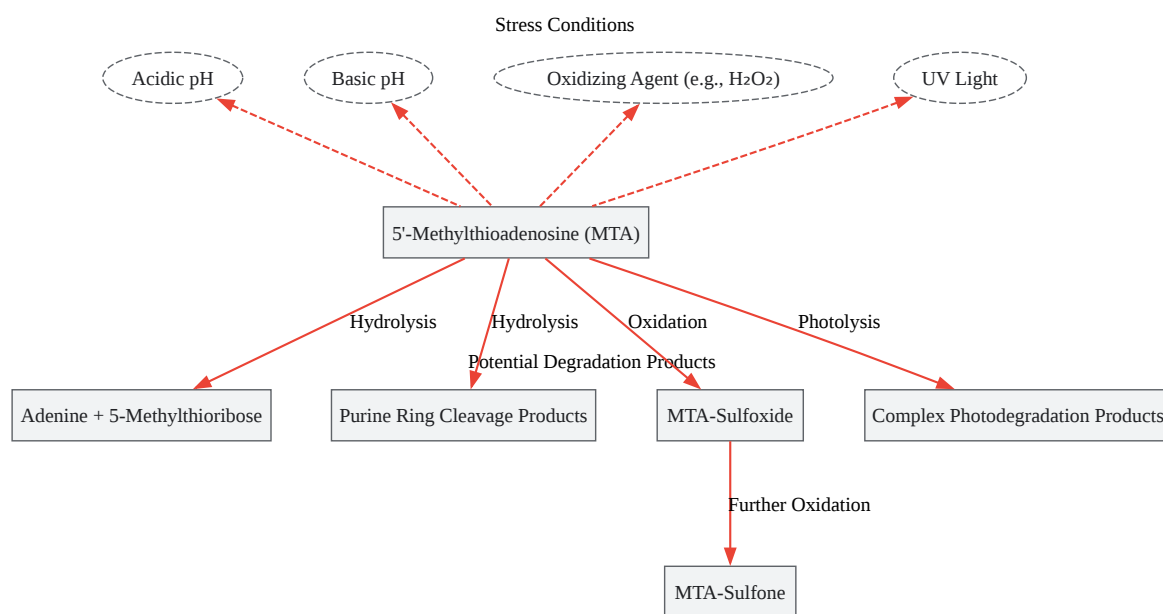 Stress Conditions
Acidic pH
Basic pH
Oxidizing Agent (e.g., H₂O₂)
UV Light
5'-Methylthioadenosine (MTA)
Hydrolysis
Hydrolysis
Oxidation
Photolysis
Potential Degradation Products
Adenine + 5-Methylthioribose
Purine Ring Cleavage Products
MTA-Sulfoxide
Complex Photodegradation Products
Further Oxidation
MTA-Sulfone